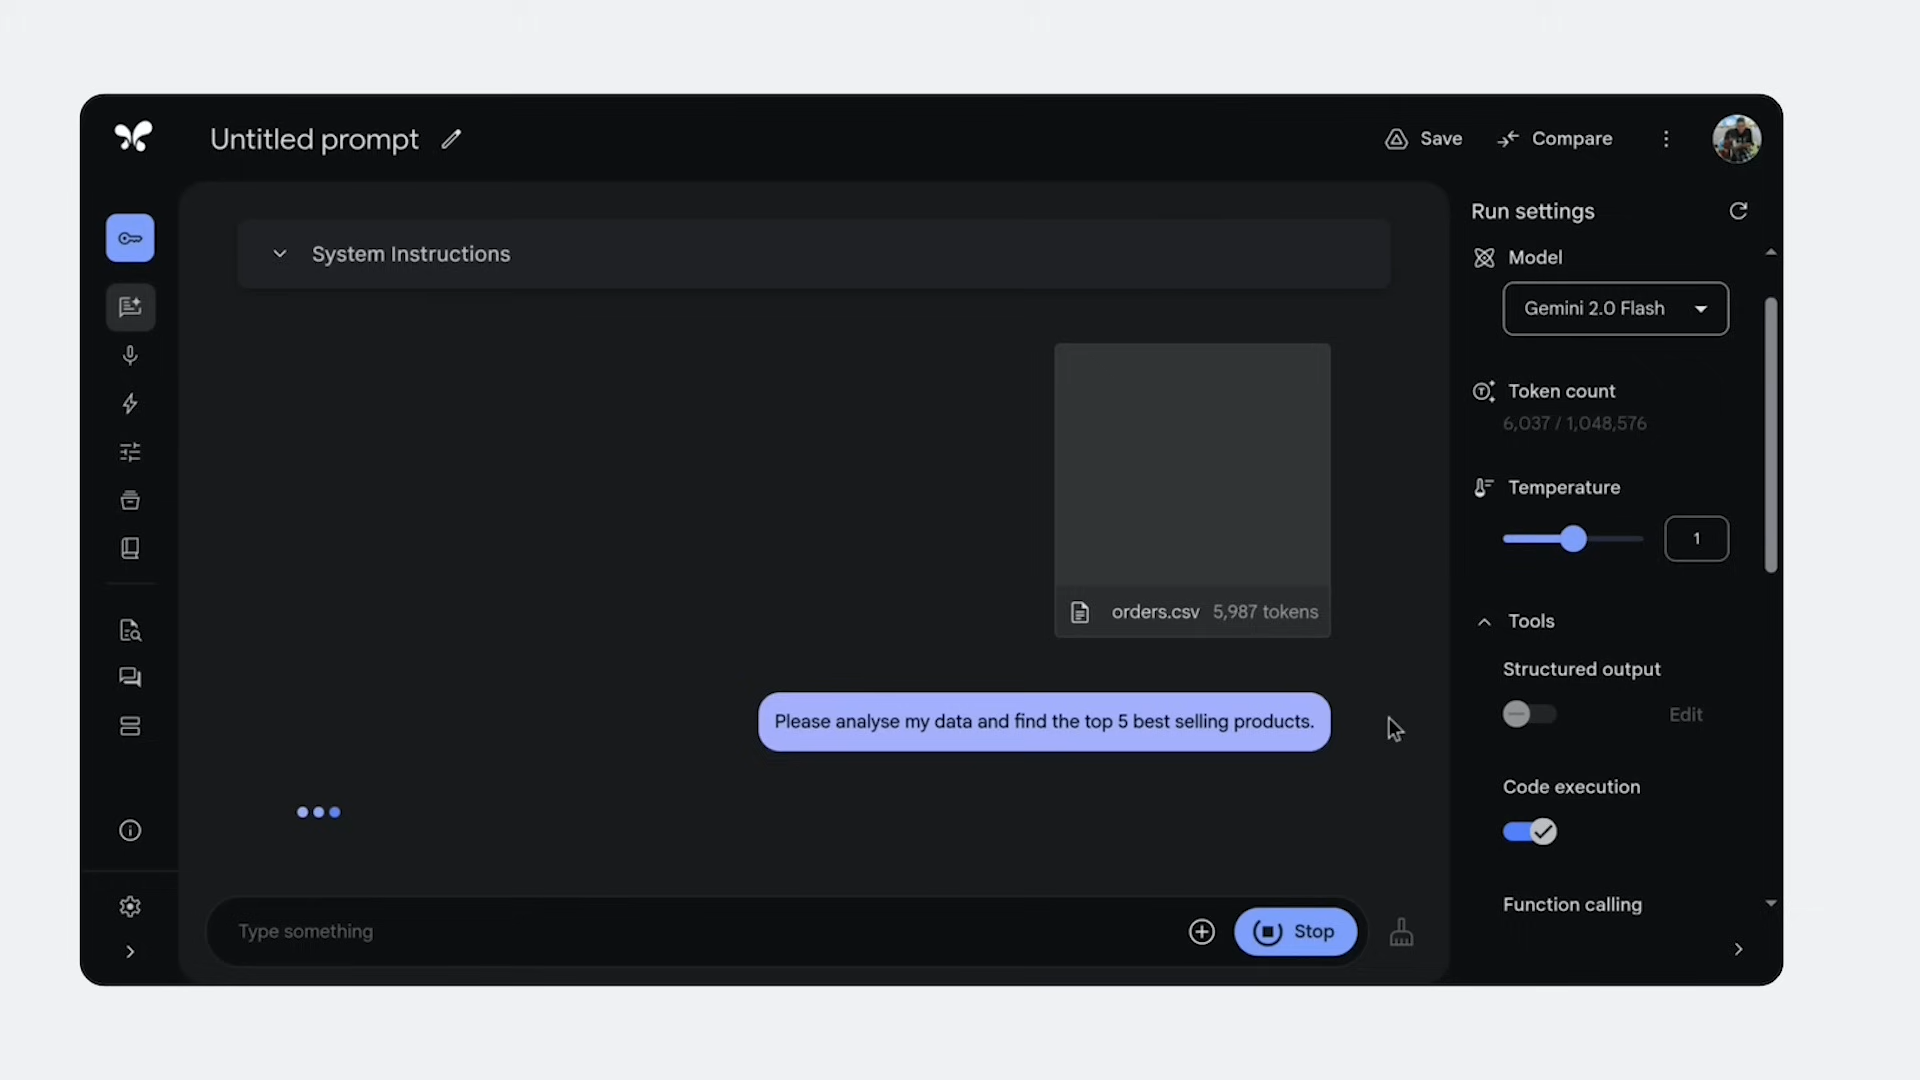 Untitled prompt
Save
Compare
System Instructions
orders.csv 5,987 tokens
Please analyse my data and find the top 5 best selling products.
Type something
Stop
Run settings
Model
Gemini 2.0 Flash
Token count
6,037 / 1,048,576
Temperature
1
Tools
Structured output
Edit
Code execution
Function calling